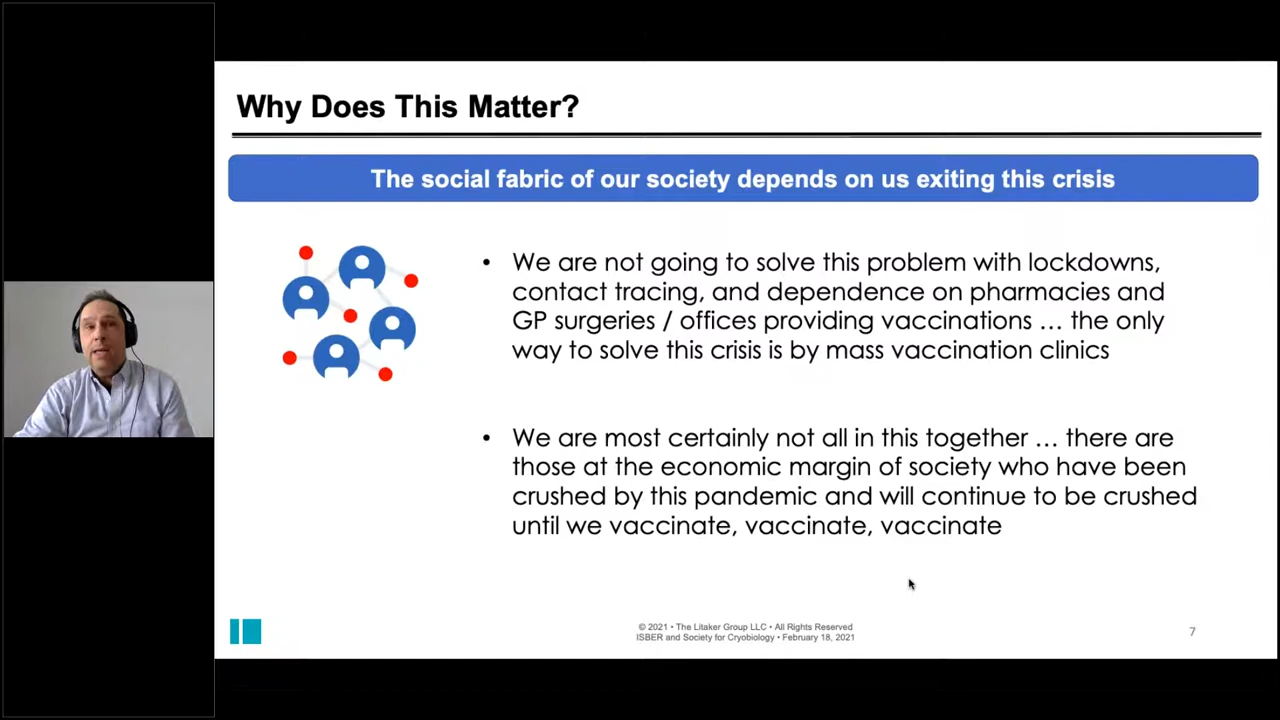 Why Does This Matter?
The social fabric of our society depends on us exiting this crisis
• We are not going to solve this problem with lockdowns,
contact tracing, and dependence on pharmacies and
GP surgeries / offices providing vaccinations … the only
way to solve this crisis is by mass vaccination clinics
• We are most certainly not all in this together … there are
those at the economic margin of society who have been
crushed by this pandemic and will continue to be crushed
until we vaccinate, vaccinate, vaccinate
© 2021 • The Litaker Group LLC • All Rights Reserved
ISBER and Society for Cryobiology • February 18, 2021
7